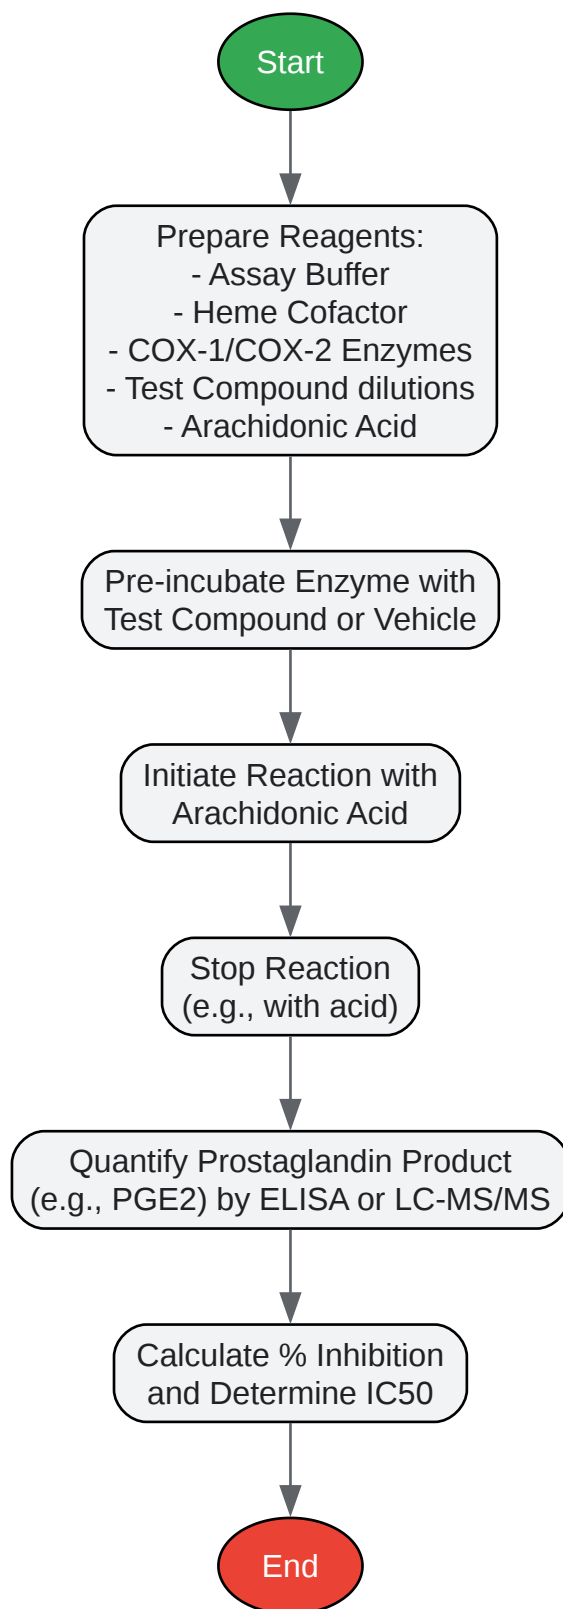 Start
Prepare Reagents:
- Assay Buffer
- Heme Cofactor
- COX-1/COX-2 Enzymes
- Test Compound dilutions
- Arachidonic Acid
Pre-incubate Enzyme with
Test Compound or Vehicle
Initiate Reaction with
Arachidonic Acid
Stop Reaction
(e.g., with acid)
Quantify Prostaglandin Product
(e.g., PGE2) by ELISA or LC-MS/MS
Calculate % Inhibition
and Determine IC50
End